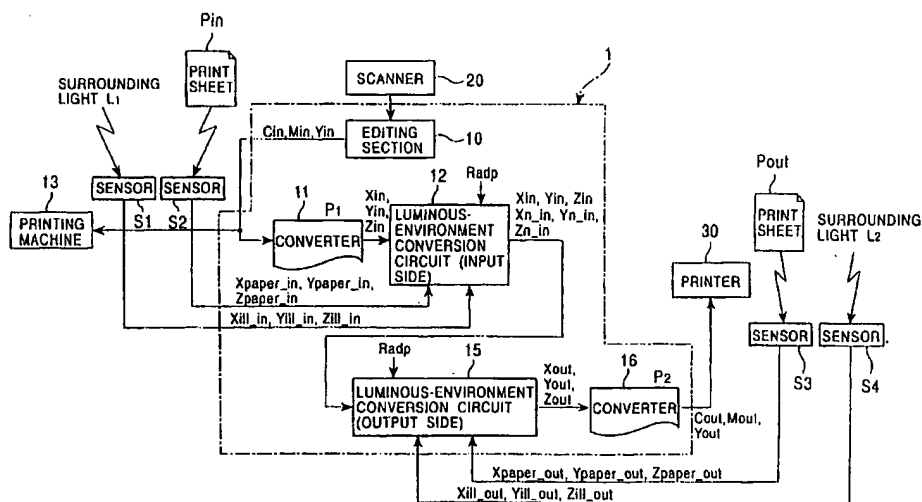 Pin
PRINT
SHEET
SURROUNDING
LIGHT L1
SCANNER
20
1
Cin,Min,Yin
EDITING
SECTION
10
13
SENSOR
SENSOR
S1
S2
PRINTING
MACHINE
11
P1
CONVERTER
Xin,
Yin,
Zin
12
Radp
LUMINOUS-
ENVIRONMENT
CONVERSION
CIRCUIT (INPUT
SIDE)
Xin, Yin, Zin
Xn_in, Yn_in,
Zn_in
Xpaper_in, Ypaper_in,
Zpaper_in
Xill_in, Yill_in, Zill_in
Pout
PRINT
SHEET
SURROUNDING
LIGHT L2
30
PRINTER
SENSOR
SENSOR
S3
S4
Radp
15
LUMINOUS-ENVIRONMENT
CONVERSION CIRCUIT
(OUTPUT SIDE)
Xout,
Yout,
Zout
16
P2
CONVERTER
Cout,Mout,
Yout
Xpaper_out, Ypaper_out, Zpaper_out
Xill_out, Yill_out, Zill_out